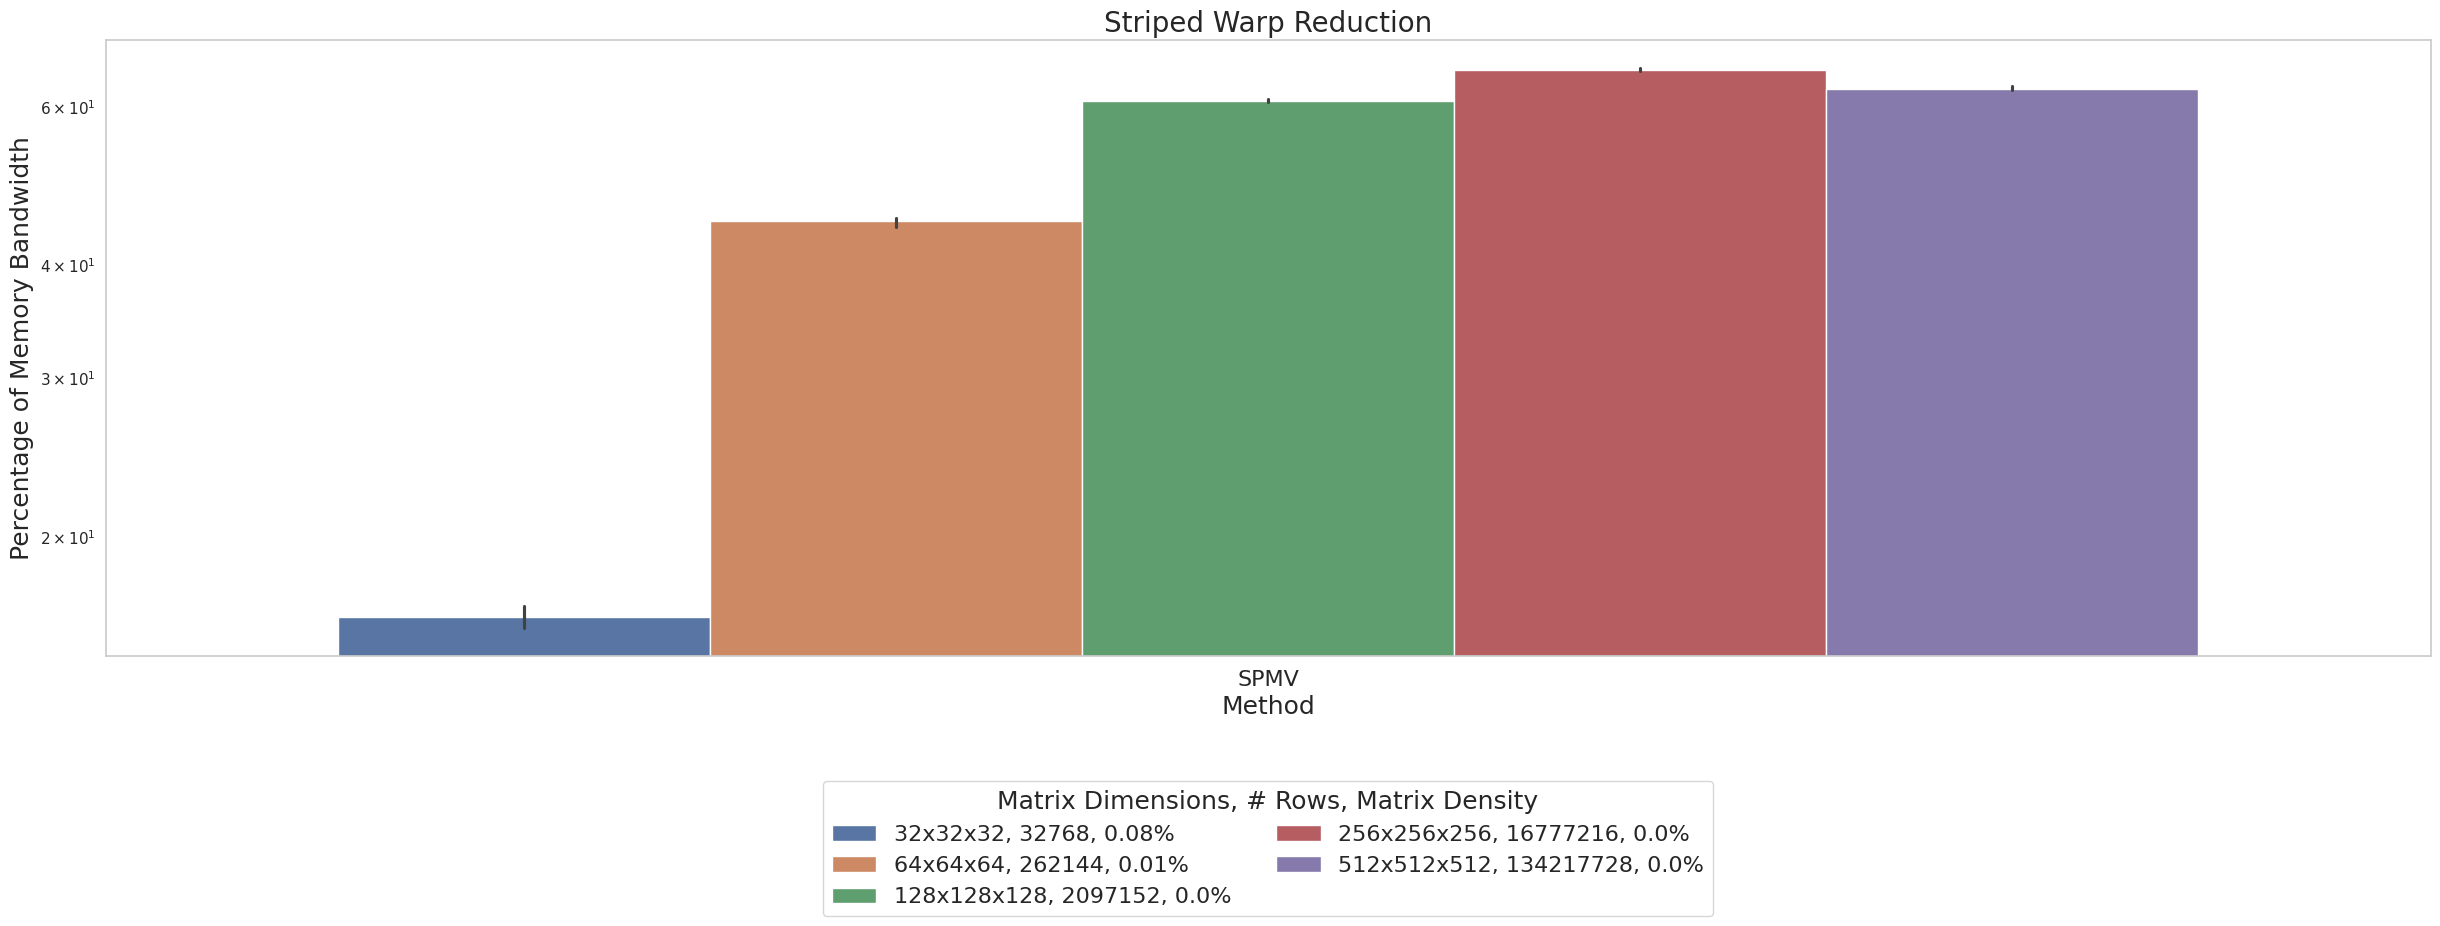 Striped Warp Reduction
Percentage of Memory Bandwidth
6 × 10¹
4 × 10¹
3 × 10¹
2 × 10¹
SPMV
Method
Matrix Dimensions, # Rows, Matrix Density
32x32x32, 32768, 0.08%
64x64x64, 262144, 0.01%
128x128x128, 2097152, 0.0%
256x256x256, 16777216, 0.0%
512x512x512, 134217728, 0.0%